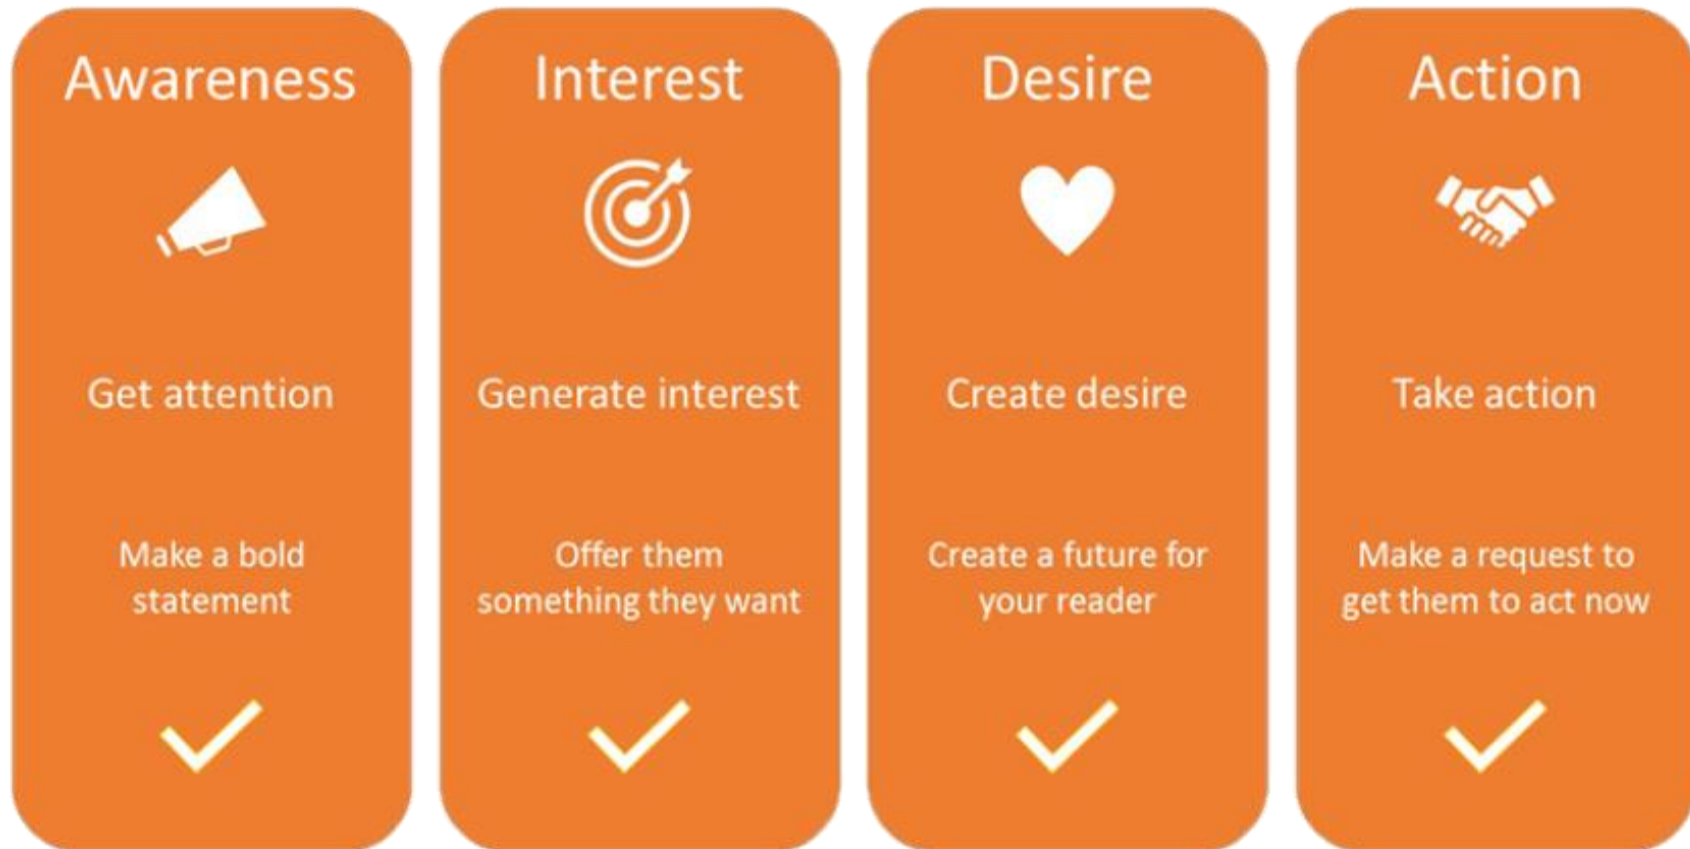 Awareness
Get attention
Make a bold
statement
Interest
Generate interest
Offer them
something they want
Desire
Create desire
Create a future for
your reader
Action
Take action
Make a request to
get them to act now